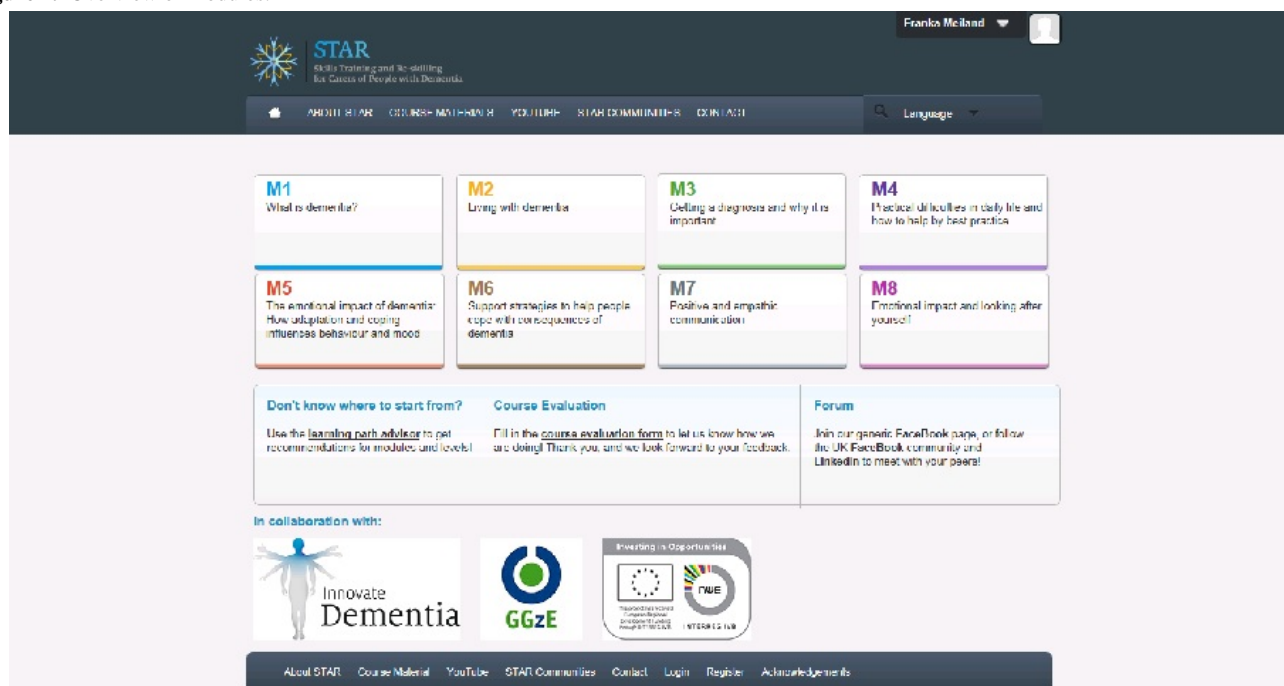 Franka Meiland
STAR
Skills Training and Re-skilling
for Carers of People with Dementia
ABOUT STAR COURSE MATERIALS YOUTUBE STAR COMMUNITIES CONTACT Language
M1
What is dementia?
M2
Living with dementia
M3
Getting a diagnosis and why it is
important
M4
Practical difficulties in daily life and
how to help by best practice
M5
The emotional impact of dementia:
How adaptation and coping
influences behaviour and mood
M6
Support strategies to help people
cope with consequences of
dementia
M7
Positive and empathic
communication
M8
Emotional impact and looking after
yourself
Don't know where to start from?
Use the learning path advisor to get
recommendations for modules and levels!
Course Evaluation
Fill in the course evaluation form to let us know how we
are doing! Thank you, and we look forward to your feedback.
Forum
Join our generic FaceBook page, or follow
the UK FaceBook community and
LinkedIn to meet with your peers!
In collaboration with:
Innovate
Dementia
GGzE
Investing in Opportunities
NWE
INTERREG IVB
About STAR Course Material YouTube STAR Communities Contact Login Register Acknowledgements